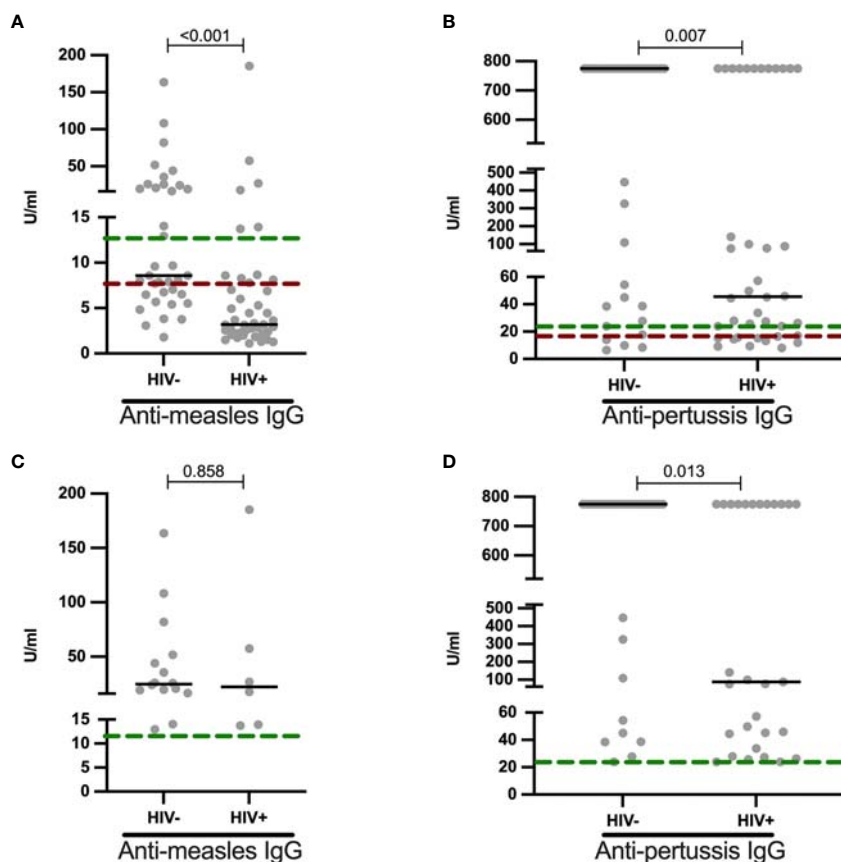 A
<0.001
200
150
100
50
15
10
5
0
U/ml
HIV-
HIV+
Anti-measles IgG
B
0.007
800
700
600
500
400
300
200
100
60
40
20
0
U/ml
HIV-
HIV+
Anti-pertussis IgG
C
0.858
200
150
100
50
15
10
5
0
U/ml
HIV-
HIV+
Anti-measles IgG
D
0.013
800
700
600
500
400
300
200
100
60
40
20
0
U/ml
HIV-
HIV+
Anti-pertussis IgG